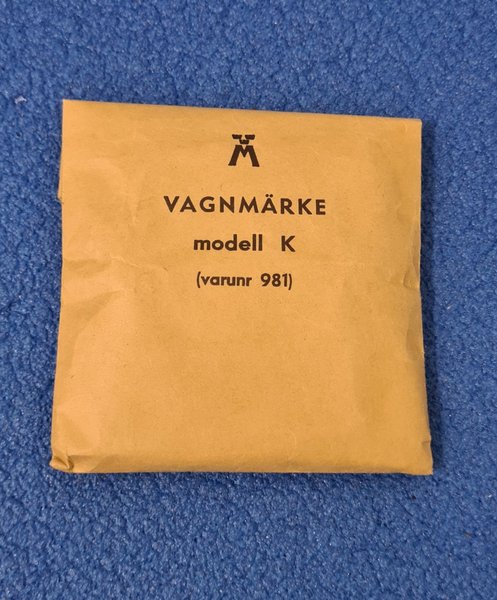 M
VAGNMÄRKE
modell K
(varunr 981)